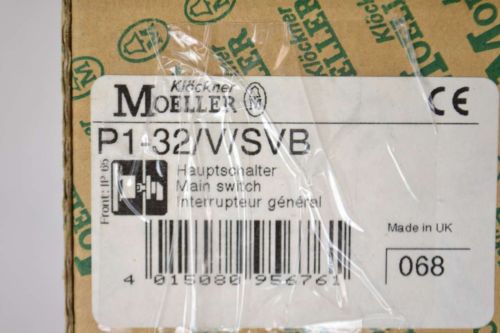 Klöckner
MOELLER
CE
P1-32/V/SVB
Front: IP 65
Hauptschalter
Main switch
Interrupteur général
Made in UK
068
4 015080 956761